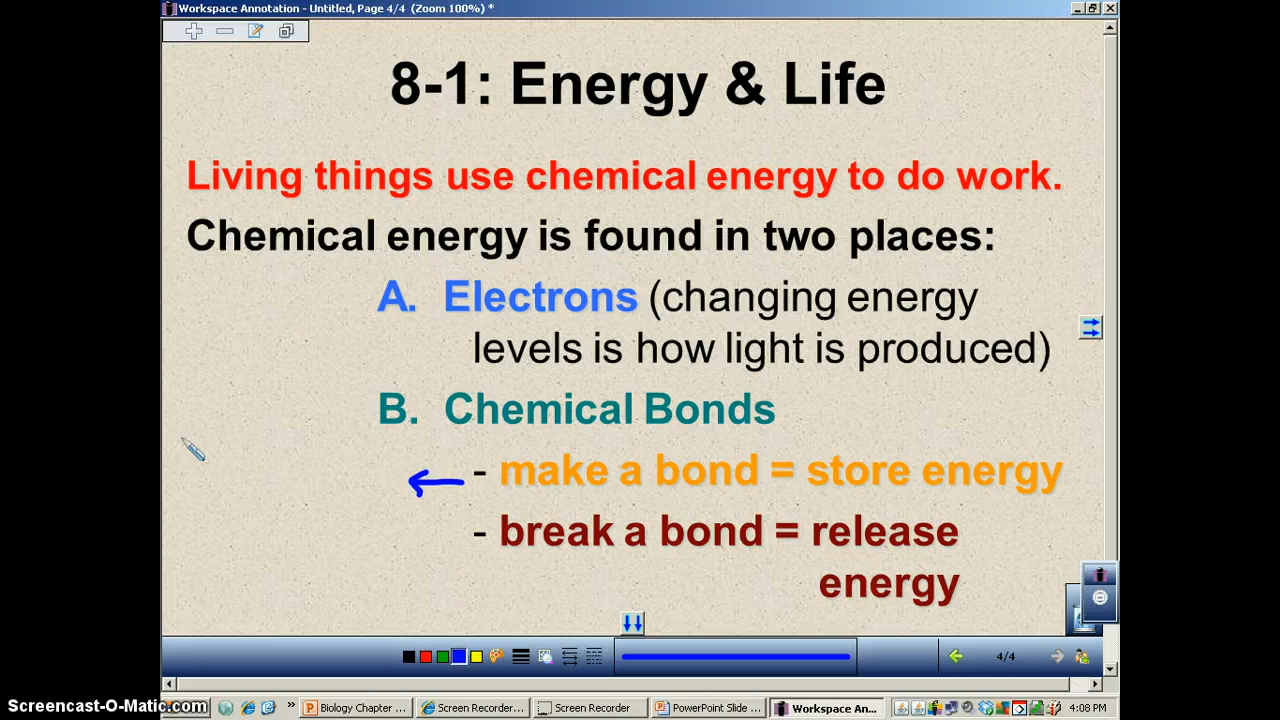 Workspace Annotation - Untitled, Page 4/4 (Zoom 100%) *
8-1: Energy & Life
Living things use chemical energy to do work.
Chemical energy is found in two places:
A. Electrons (changing energy
levels is how light is produced)
B. Chemical Bonds
- make a bond = store energy
- break a bond = release
energy
4/4
Screencast-O-Matic.com
» Biology Chapter ...
Screen Recorder...
Screen Recorder
PowerPoint Slide ...
Workspace An...
4:08 PM